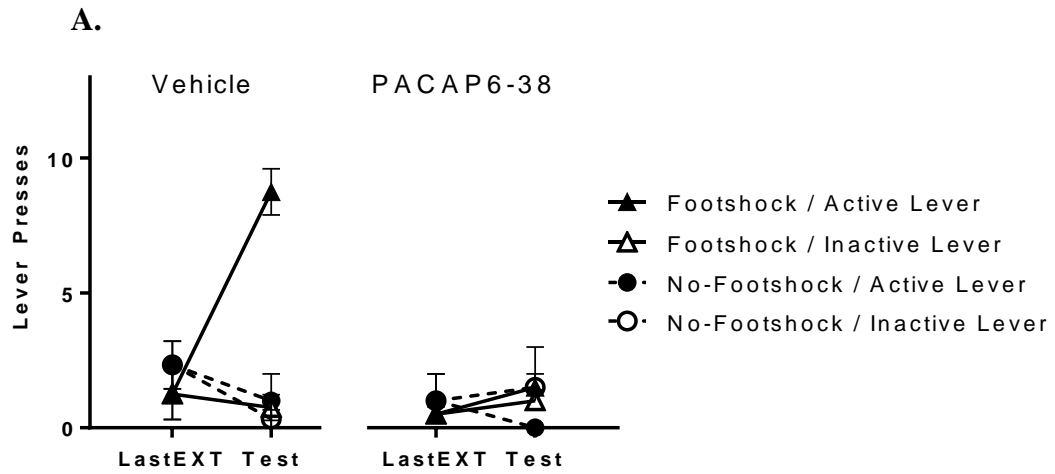 A.
Vehicle
PACAP6-38
Lever Presses
10
5
0
LastEXT Test
LastEXT Test
Footshock / Active Lever
Footshock / Inactive Lever
No-Footshock / Active Lever
No-Footshock / Inactive Lever